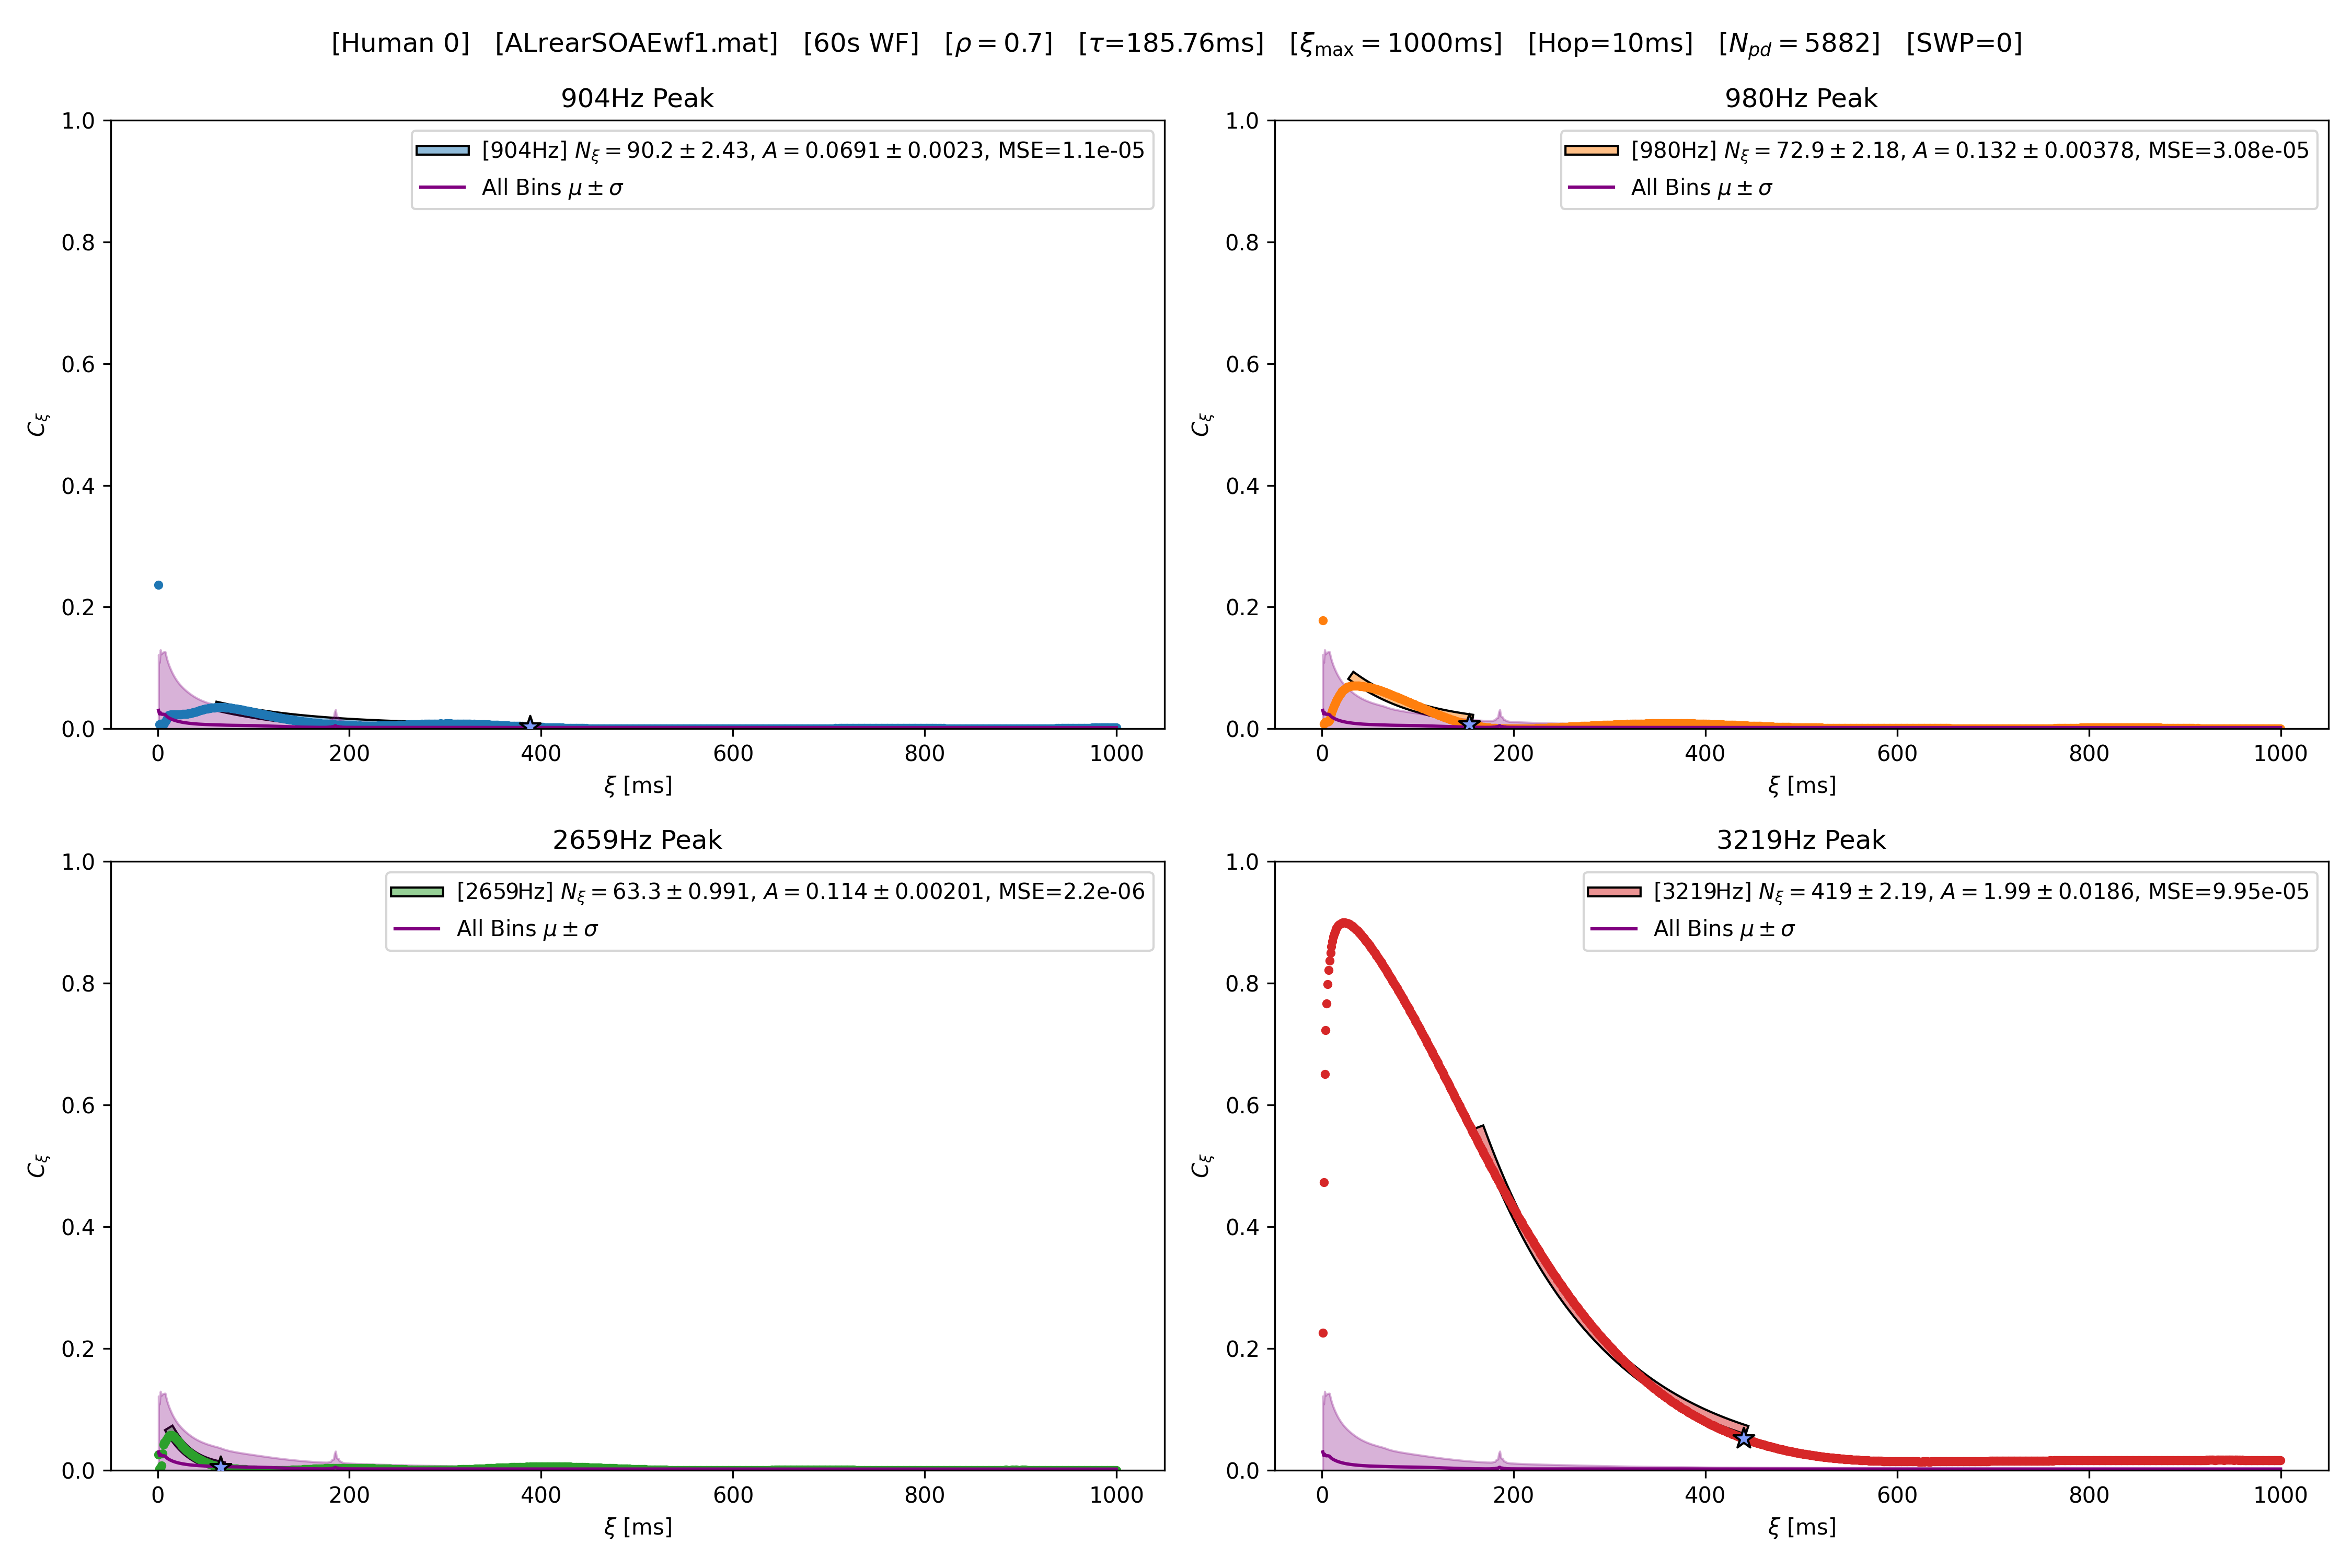 [Human 0] [ALrearSOAEwf1.mat] [60s WF] [ρ = 0.7] [τ=185.76ms] [ξmax = 1000ms] [Hop=10ms] [Npd = 5882] [SWP=0]
904Hz Peak
[904Hz] Nξ = 90.2 ± 2.43, A = 0.0691 ± 0.0023, MSE=1.1e-05
All Bins μ ± σ
Cξ
1.0
0.8
0.6
0.4
0.2
0.0
0 200 400 600 800 1000
ξ [ms]
980Hz Peak
[980Hz] Nξ = 72.9 ± 2.18, A = 0.132 ± 0.00378, MSE=3.08e-05
All Bins μ ± σ
Cξ
1.0
0.8
0.6
0.4
0.2
0.0
0 200 400 600 800 1000
ξ [ms]
2659Hz Peak
[2659Hz] Nξ = 63.3 ± 0.991, A = 0.114 ± 0.00201, MSE=2.2e-06
All Bins μ ± σ
Cξ
1.0
0.8
0.6
0.4
0.2
0.0
0 200 400 600 800 1000
ξ [ms]
3219Hz Peak
[3219Hz] Nξ = 419 ± 2.19, A = 1.99 ± 0.0186, MSE=9.95e-05
All Bins μ ± σ
Cξ
1.0
0.8
0.6
0.4
0.2
0.0
0 200 400 600 800 1000
ξ [ms]